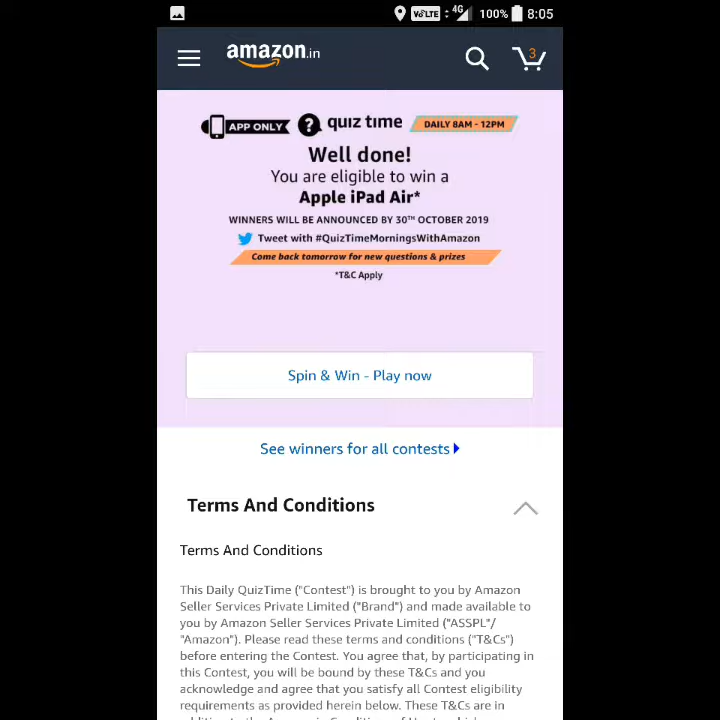 VoLTE 4G 100% 8:05
amazon.in 3
APP ONLY ? quiz time DAILY 8AM - 12PM
Well done!
You are eligible to win a
Apple iPad Air*
WINNERS WILL BE ANNOUNCED BY 30TH OCTOBER 2019
Tweet with #QuizTimeMorningsWithAmazon
Come back tomorrow for new questions & prizes
*T&C Apply
Spin & Win - Play now
See winners for all contests
Terms And Conditions
Terms And Conditions
This Daily QuizTime ("Contest") is brought to you by Amazon
Seller Services Private Limited ("Brand") and made available to
you by Amazon Seller Services Private Limited ("ASSPL"/
"Amazon"). Please read these terms and conditions ("T&Cs")
before entering the Contest. You agree that, by participating in
this Contest, you will be bound by these T&Cs and you
acknowledge and agree that you satisfy all Contest eligibility
requirements as provided herein below. These T&Cs are in